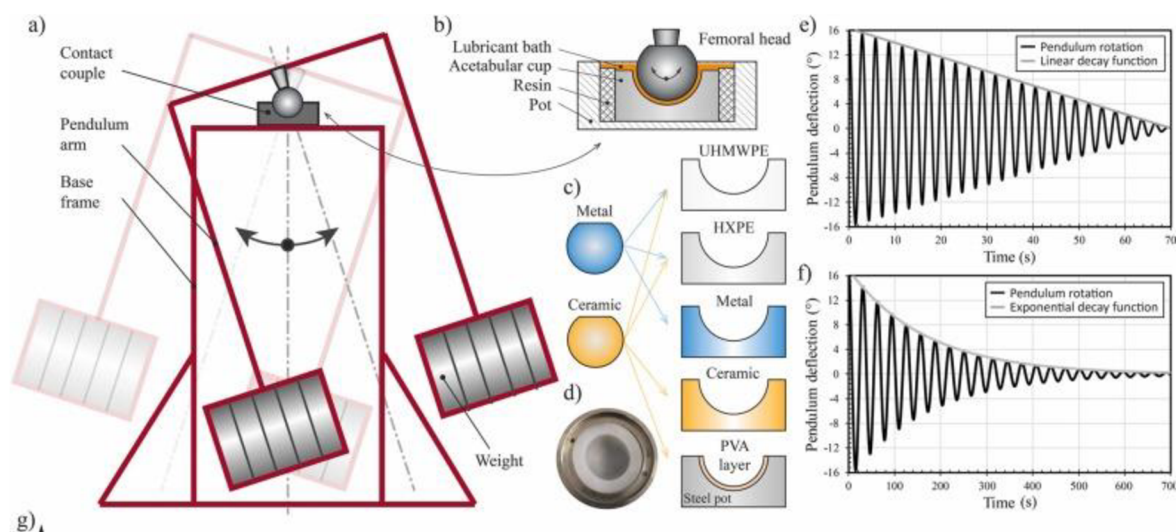 a)
Contact
couple
Pendulum
arm
Base
frame
Weight
b)
Lubricant bath
Acetabular cup
Resin
Pot
Femoral head
c)
Metal
Ceramic
UHMWPE
HXPE
Metal
Ceramic
PVA
layer
Steel pot
d)
e)
Pendulum rotation
Linear decay function
Pendulum deflection (°)
16
12
8
4
0
-4
-8
-12
-16
0 10 20 30 40 50 60 70
Time (s)
f)
Pendulum rotation
Exponential decay function
Pendulum deflection (°)
16
12
8
4
0
-4
-8
-12
-16
0 100 200 300 400 500 600 700
Time (s)
g)